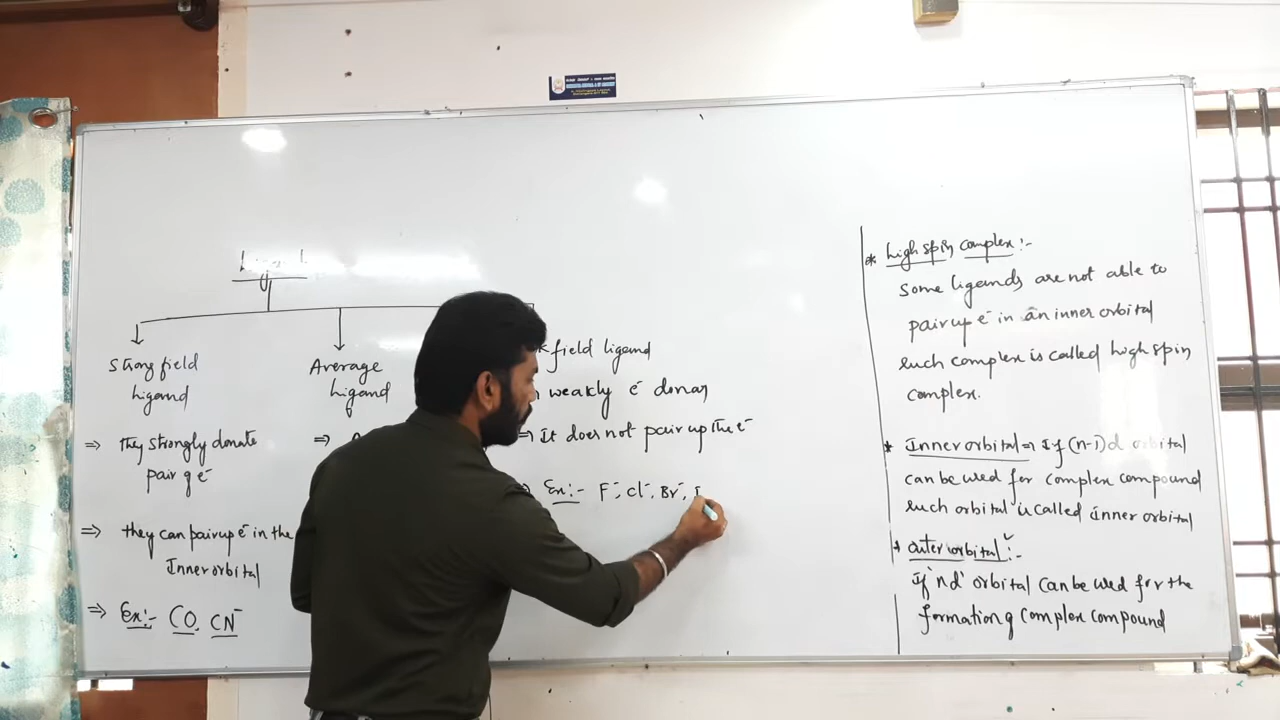 Strong field
ligand
⇒ they strongly donate
pair of e⁻
⇒ they can pair up e⁻ in the
Inner orbital
⇒ Ex:- CO, CN⁻
Average
ligand
⇒
field ligand
weakly e⁻ donar
⇒ It does not pair up The e⁻
Ex:- F⁻, Cl⁻, Br⁻, I
* high spin complex:-
Some ligands are not able to
pair up e⁻ in an inner orbital
such complex is called high spin
complex.
* Inner orbital ⇒ If (n-1)d orbital
can be used for complex compound
such orbital is called inner orbital
* outer orbital:-
If 'nd' orbital can be used for the
formation of complex compound